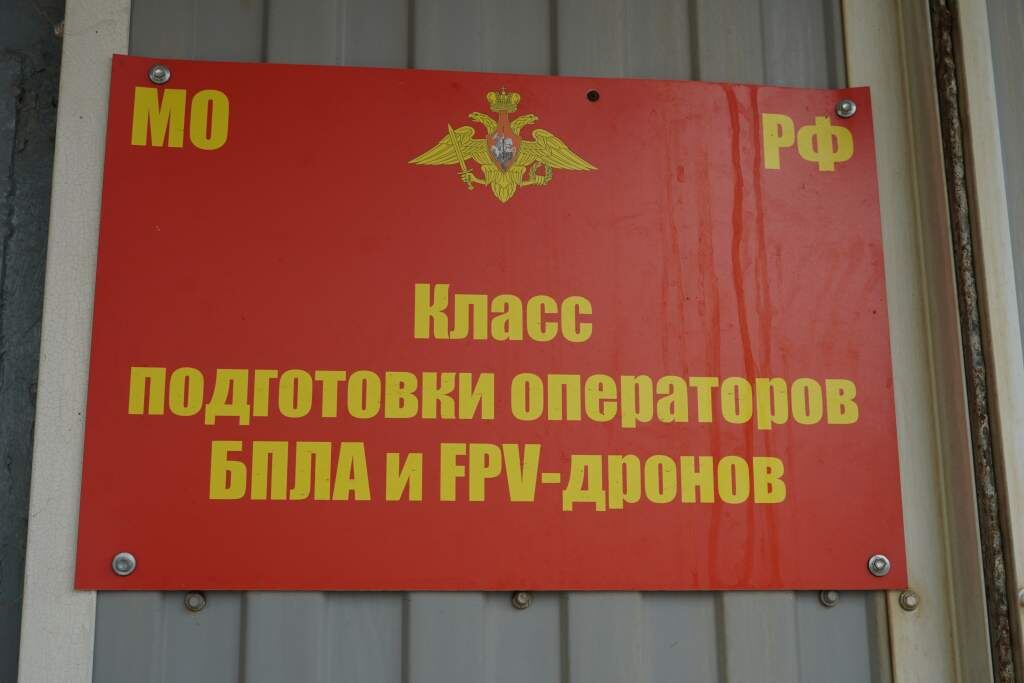 МО РФ
Класс
подготовки операторов
БПЛА и FPV-дронов